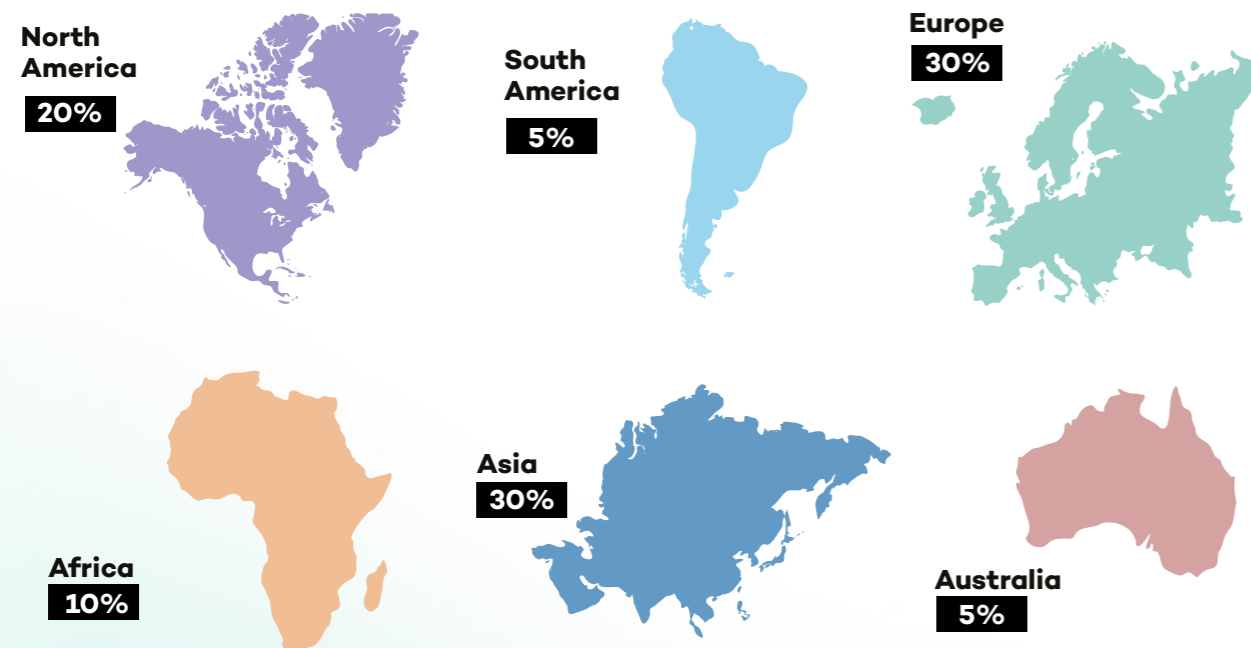 North
America
20%
South
America
5%
Europe
30%
Africa
10%
Asia
30%
Australia
5%